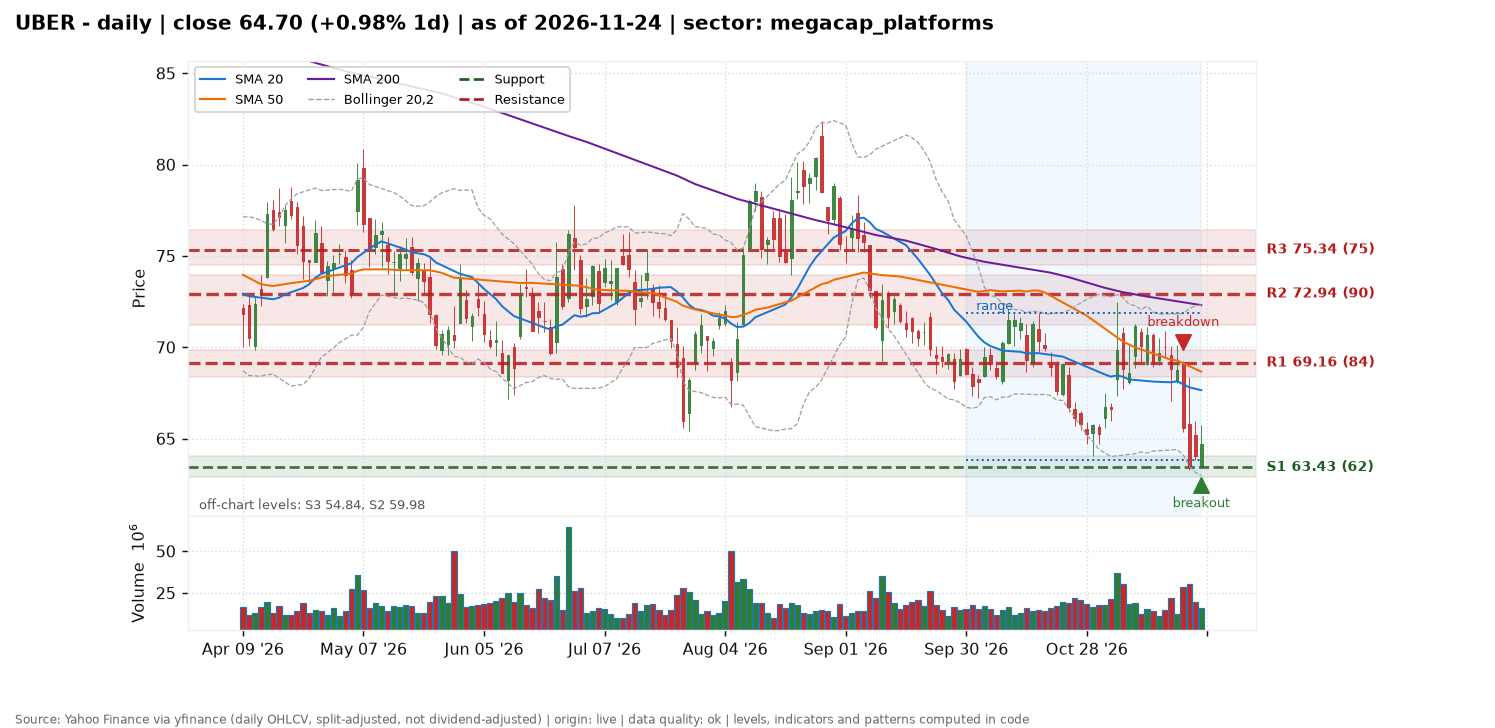 UBER - daily | close 64.70 (+0.98% 1d) | as of 2026-11-24 | sector: megacap_platforms
SMA 20
SMA 50
SMA 200
Bollinger 20,2
Support
Resistance
Price
85
80
75
70
65
R3 75.34 (75)
R2 72.94 (90)
R1 69.16 (84)
S1 63.43 (62)
range
breakdown
breakout
off-chart levels: S3 54.84, S2 59.98
Volume 10⁶
50
25
Apr 09 '26
May 07 '26
Jun 05 '26
Jul 07 '26
Aug 04 '26
Sep 01 '26
Sep 30 '26
Oct 28 '26
Source: Yahoo Finance via yfinance (daily OHLCV, split-adjusted, not dividend-adjusted) | origin: live | data quality: ok | levels, indicators and patterns computed in code